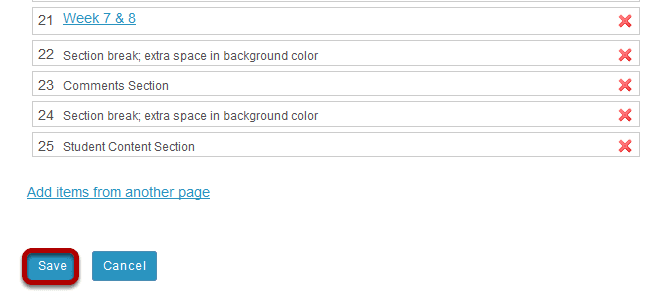 21 Week 7 & 8
22 Section break; extra space in background color
23 Comments Section
24 Section break; extra space in background color
25 Student Content Section
Add items from another page
Save Cancel